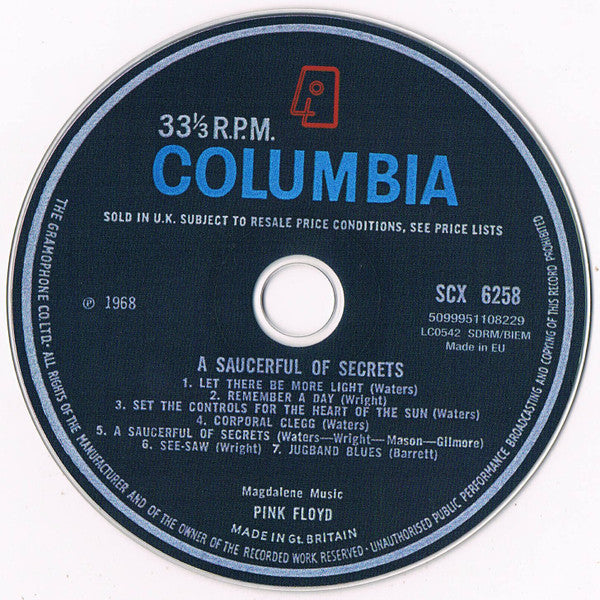 33⅓ R.P.M.
COLUMBIA
SOLD IN U.K. SUBJECT TO RESALE PRICE CONDITIONS, SEE PRICE LISTS
℗ 1968
SCX 6258
5099951108229
LC0542 SDRM/BIEM
Made in EU
A SAUCERFUL OF SECRETS
1. LET THERE BE MORE LIGHT (Waters)
2. REMEMBER A DAY (Wright)
3. SET THE CONTROLS FOR THE HEART OF THE SUN (Waters)
4. CORPORAL CLEGG (Waters)
5. A SAUCERFUL OF SECRETS (Waters—Wright—Mason—Gilmore)
6. SEE-SAW (Wright) 7. JUGBAND BLUES (Barrett)
Magdalene Music
PINK FLOYD
MADE IN Gt. BRITAIN
THE GRAMOPHONE CO. LTD. · ALL RIGHTS OF THE MANUFACTURER AND OF THE OWNER OF THE RECORDED WORK RESERVED · UNAUTHORISED PUBLIC PERFORMANCE BROADCASTING AND COPYING OF THIS RECORD PROHIBITED